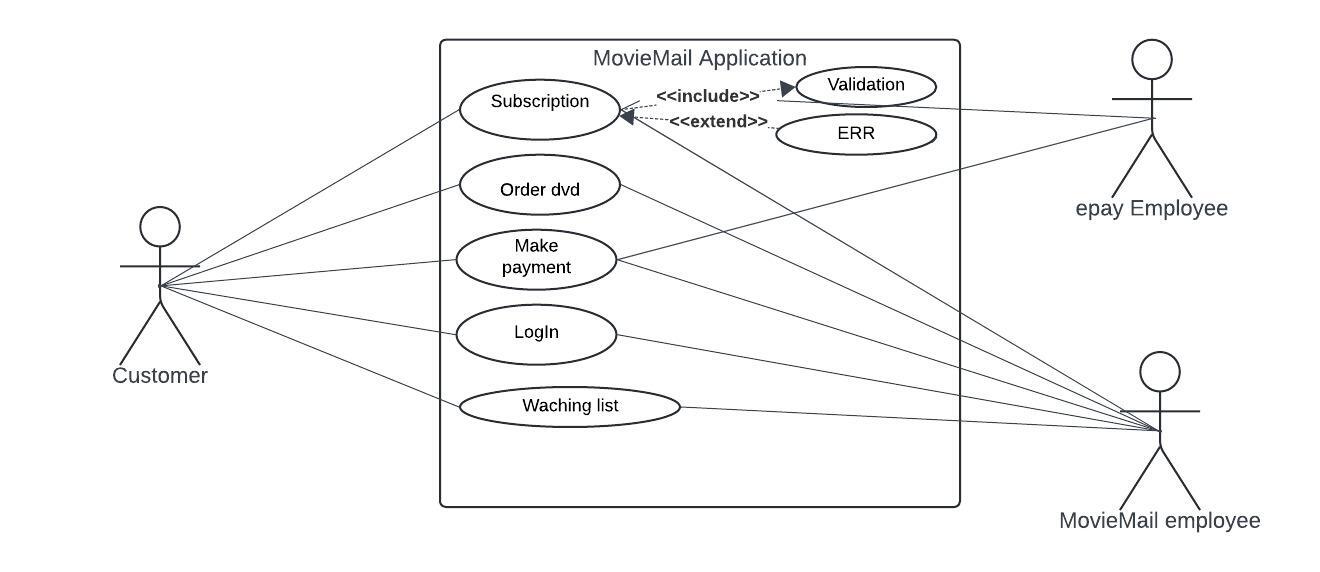 MovieMail Application
Subscription
<<include>>
Validation
<<extend>>
ERR
Order dvd
Make
payment
LogIn
Waching list
Customer
epay Employee
MovieMail employee